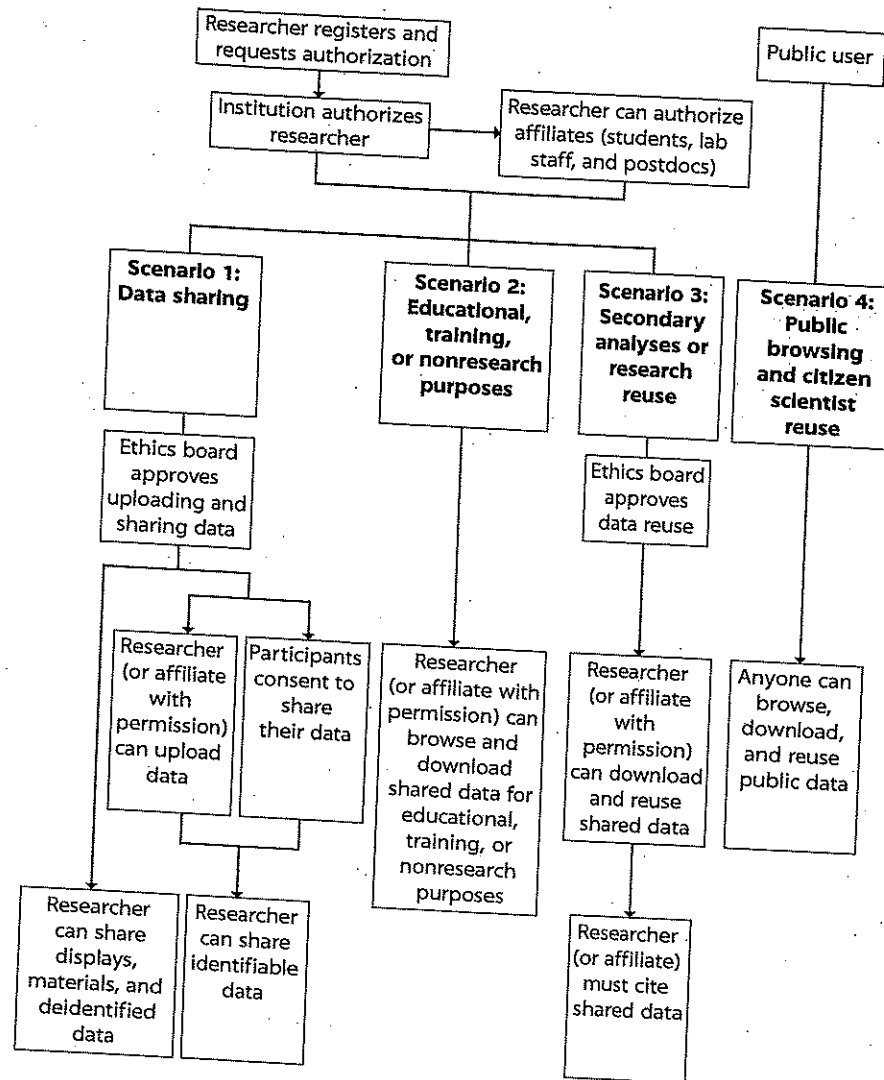 Researcher registers and
requests authorization
Public user
Institution authorizes
researcher
Researcher can authorize
affiliates (students, lab
staff, and postdocs)
Scenario 1:
Data sharing
Scenario 2:
Educational,
training,
or nonresearch
purposes
Scenario 3:
Secondary
analyses or
research
reuse
Scenario 4:
Public
browsing
and citizen
scientist
reuse
Ethics board
approves
uploading and
sharing data
Ethics board
approves
data reuse
Researcher
(or affiliate
with
permission)
can upload
data
Participants
consent to
share
their data
Researcher
(or affiliate with
permission) can
browse and
download
shared data for
educational,
training, or
nonresearch
purposes
Researcher
(or affiliate
with
permission)
can download
and reuse
shared data
Anyone can
browse,
download,
and reuse
public data
Researcher
can share
displays,
materials, and
deidentified
data
Researcher
can share
identifiable
data
Researcher
(or affiliate)
must cite
shared data